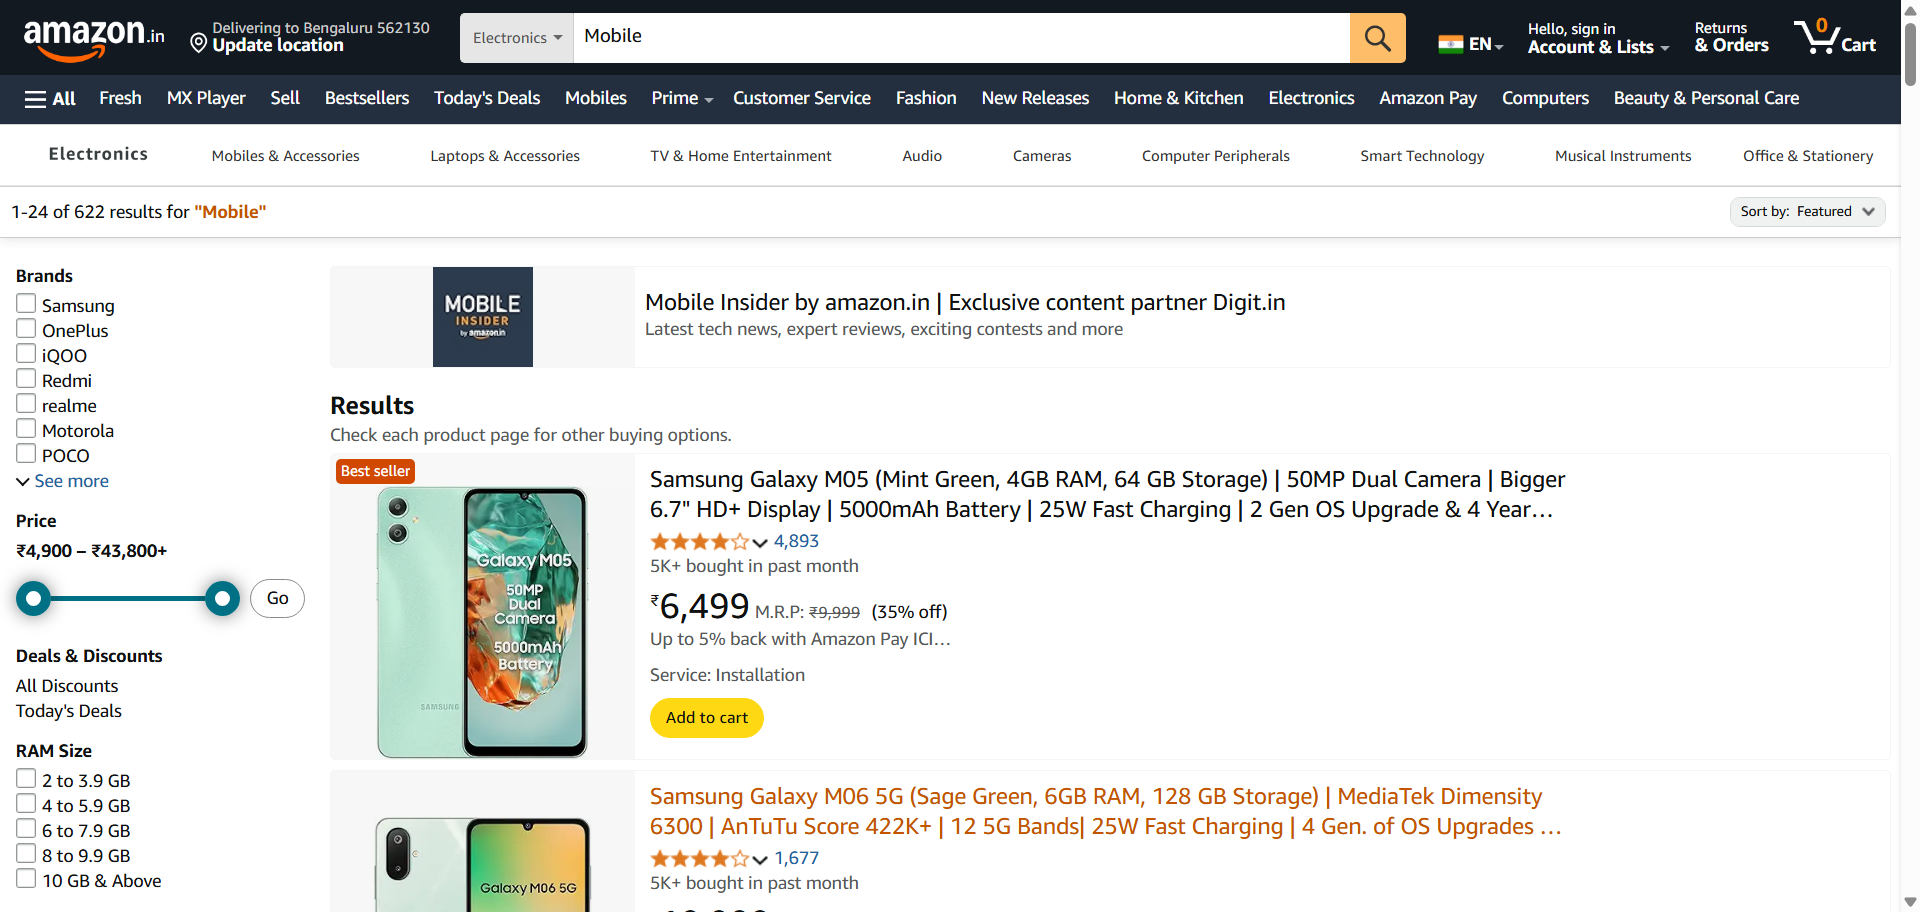 amazon.in
Delivering to Bengaluru 562130
Update location
Electronics
Mobile
EN
Hello, sign in
Account & Lists
Returns
& Orders
0
Cart
All
Fresh
MX Player
Sell
Bestsellers
Today's Deals
Mobiles
Prime
Customer Service
Fashion
New Releases
Home & Kitchen
Electronics
Amazon Pay
Computers
Beauty & Personal Care
Electronics
Mobiles & Accessories
Laptops & Accessories
TV & Home Entertainment
Audio
Cameras
Computer Peripherals
Smart Technology
Musical Instruments
Office & Stationery
1-24 of 622 results for "Mobile"
Sort by: Featured
Brands
Samsung
OnePlus
iQOO
Redmi
realme
Motorola
POCO
See more
Price
₹4,900 – ₹43,800+
Go
Deals & Discounts
All Discounts
Today's Deals
RAM Size
2 to 3.9 GB
4 to 5.9 GB
6 to 7.9 GB
8 to 9.9 GB
10 GB & Above
MOBILE
INSIDER
by amazon.in
Mobile Insider by amazon.in | Exclusive content partner Digit.in
Latest tech news, expert reviews, exciting contests and more
Results
Check each product page for other buying options.
Best seller
Galaxy M05
50MP
Dual
Camera
5000mAh
Battery
SAMSUNG
Samsung Galaxy M05 (Mint Green, 4GB RAM, 64 GB Storage) | 50MP Dual Camera | Bigger
6.7" HD+ Display | 5000mAh Battery | 25W Fast Charging | 2 Gen OS Upgrade & 4 Year…
4,893
5K+ bought in past month
₹6,499 M.R.P: ₹9,999 (35% off)
Up to 5% back with Amazon Pay ICI…
Service: Installation
Add to cart
Galaxy M06 5G
Samsung Galaxy M06 5G (Sage Green, 6GB RAM, 128 GB Storage) | MediaTek Dimensity
6300 | AnTuTu Score 422K+ | 12 5G Bands| 25W Fast Charging | 4 Gen. of OS Upgrades …
1,677
5K+ bought in past month